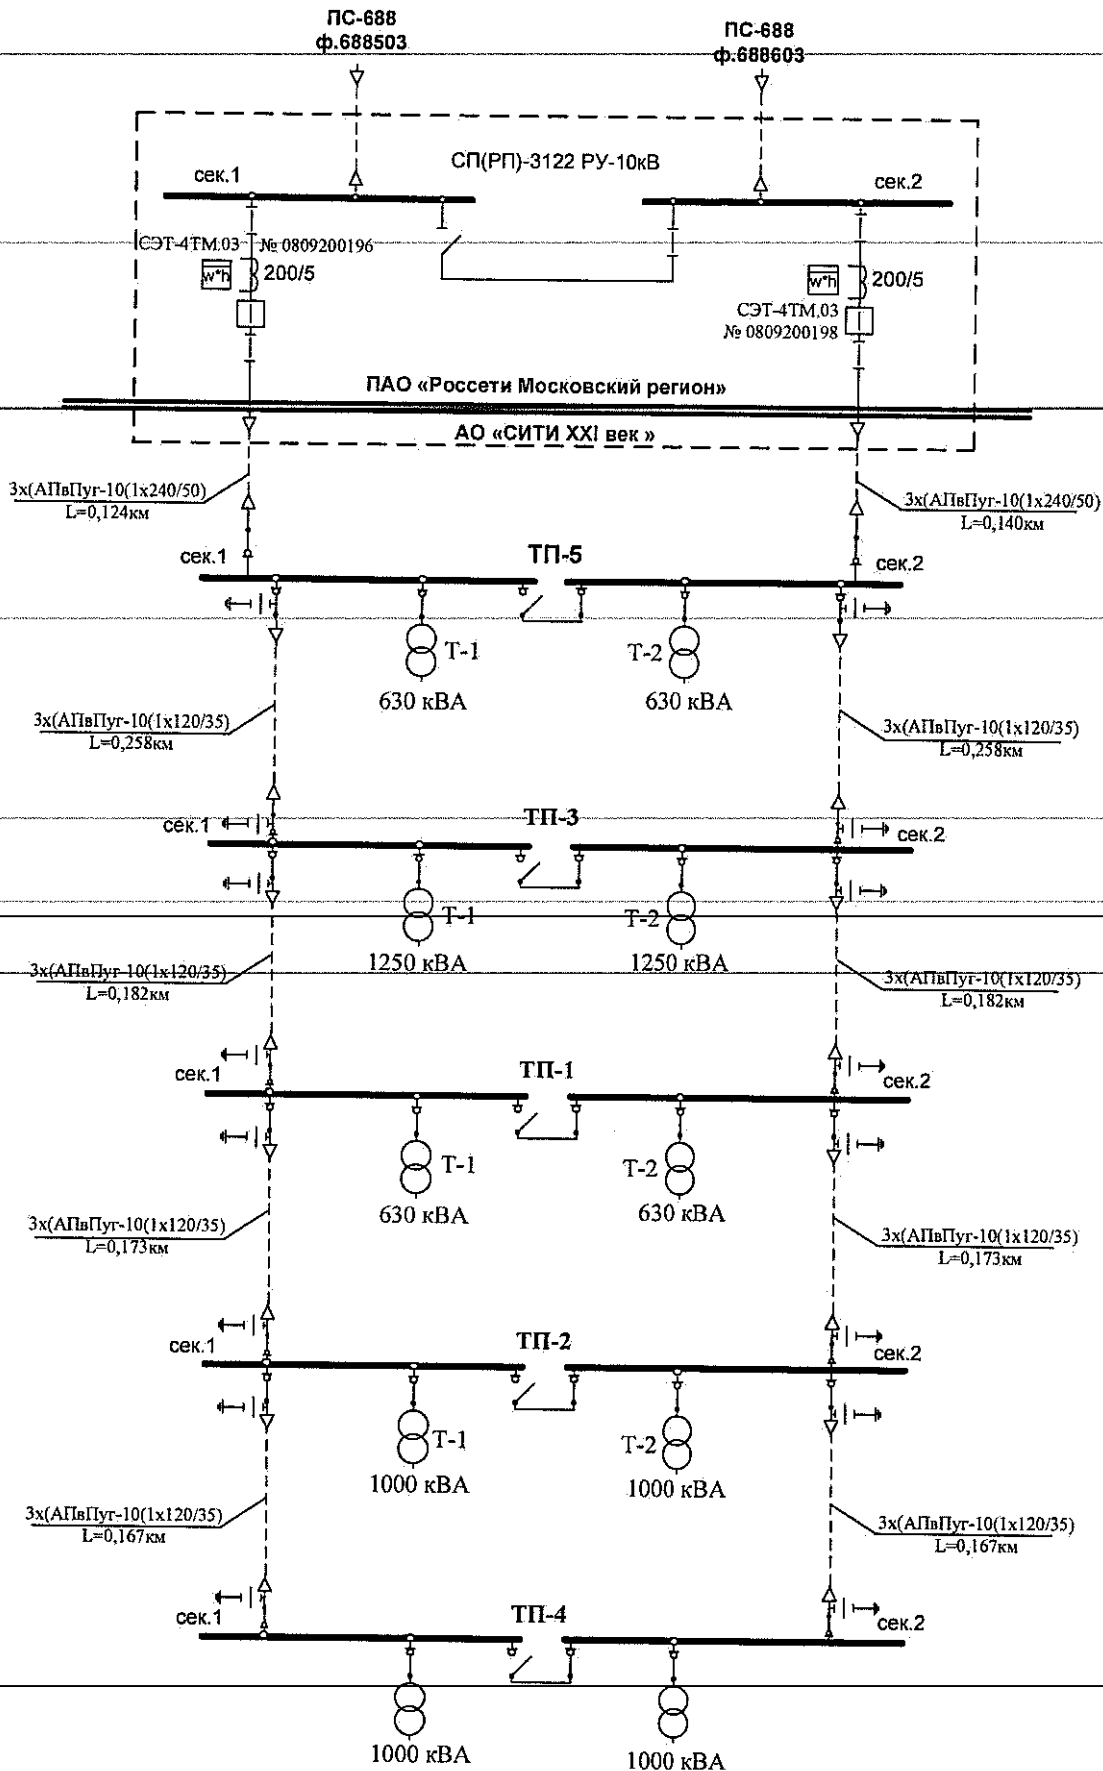 ПС-688
ф.688503
ПС-688
ф.688603
СП(РП)-3122 РУ-10кВ
сек.1
сек.2
СЭТ-4ТМ.03 № 0809200196
w*h
200/5
w*h
200/5
СЭТ-4ТМ.03
№ 0809200198
ПАО «Россети Московский регион»
АО «СИТИ XXI век »
3х(АПвПуг-10(1х240/50)
L=0,124км
3х(АПвПуг-10(1х240/50)
L=0,140км
сек.1
ТП-5
сек.2
Т-1
Т-2
630 кВА
630 кВА
3х(АПвПуг-10(1х120/35)
L=0,258км
3х(АПвПуг-10(1х120/35)
L=0,258км
сек.1
ТП-3
сек.2
Т-1
Т-2
1250 кВА
1250 кВА
3х(АПвПуг-10(1х120/35)
L=0,182км
3х(АПвПуг-10(1х120/35)
L=0,182км
сек.1
ТП-1
сек.2
Т-1
Т-2
630 кВА
630 кВА
3х(АПвПуг-10(1х120/35)
L=0,173км
3х(АПвПуг-10(1х120/35)
L=0,173км
сек.1
ТП-2
сек.2
Т-1
Т-2
1000 кВА
1000 кВА
3х(АПвПуг-10(1х120/35)
L=0,167км
3х(АПвПуг-10(1х120/35)
L=0,167км
сек.1
ТП-4
сек.2
1000 кВА
1000 кВА